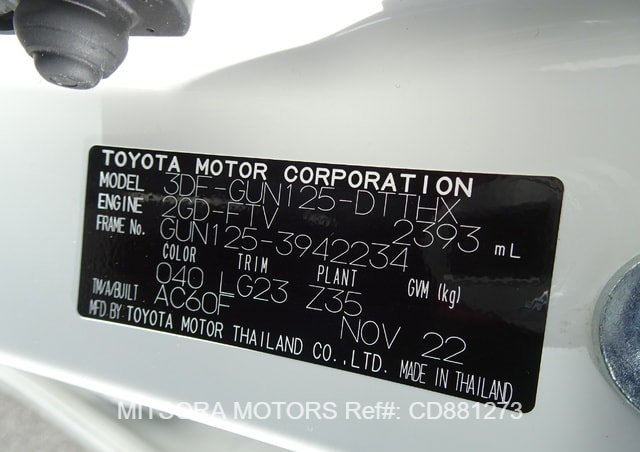 TOYOTA MOTOR CORPORATION
MODEL 3DF-GUN125-DTTHX
ENGINE 2GD-FTV 2393 mL
FRAME No. GUN125-3942234
COLOR TRIM PLANT GVM (kg)
040 LG23 Z35
TM/A/BUILT AC60F NOV 22
MFD.BY: TOYOTA MOTOR THAILAND CO.,LTD. MADE IN THAILAND
MITSORA MOTORS Ref#: CD881273